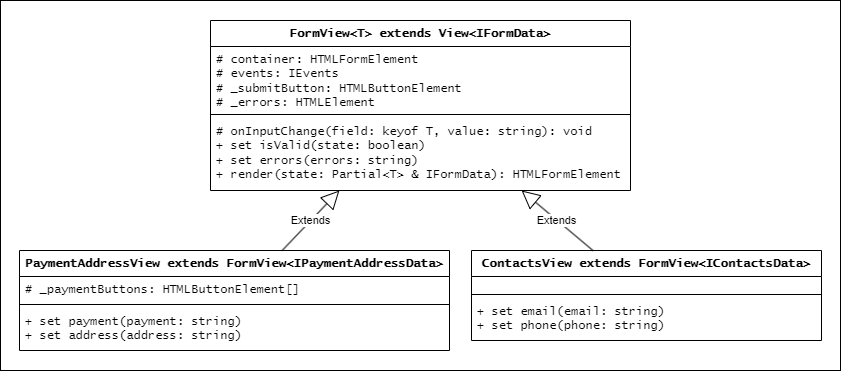 FormView<T> extends View<IFormData>
# container: HTMLFormElement
# events: IEvents
# _submitButton: HTMLButtonElement
# _errors: HTMLElement
# onInputChange(field: keyof T, value: string): void
+ set isValid(state: boolean)
+ set errors(errors: string)
+ render(state: Partial<T> & IFormData): HTMLFormElement
Extends
Extends
PaymentAddressView extends FormView<IPaymentAddressData>
# _paymentButtons: HTMLButtonElement[]
+ set payment(payment: string)
+ set address(address: string)
ContactsView extends FormView<IContactsData>
+ set email(email: string)
+ set phone(phone: string)